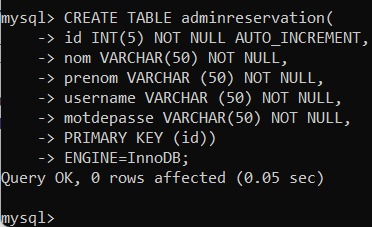 mysql> CREATE TABLE adminreservation(
    -> id INT(5) NOT NULL AUTO_INCREMENT,
    -> nom VARCHAR(50) NOT NULL,
    -> prenom VARCHAR (50) NOT NULL,
    -> username VARCHAR (50) NOT NULL,
    -> motdepasse VARCHAR(50) NOT NULL,
    -> PRIMARY KEY (id))
    -> ENGINE=InnoDB;
Query OK, 0 rows affected (0.05 sec)

mysql>